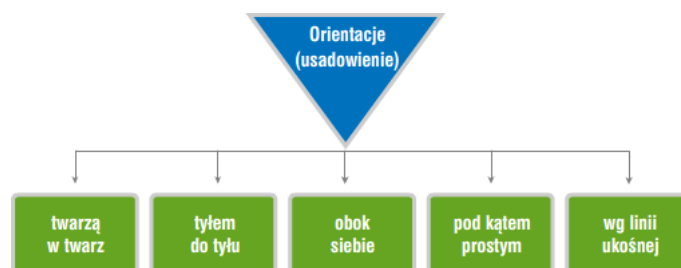 Orientacje
(usadowienie)
twarzą
w twarz
tyłem
do tyłu
obok
siebie
pod kątem
prostym
wg linii
ukośnej